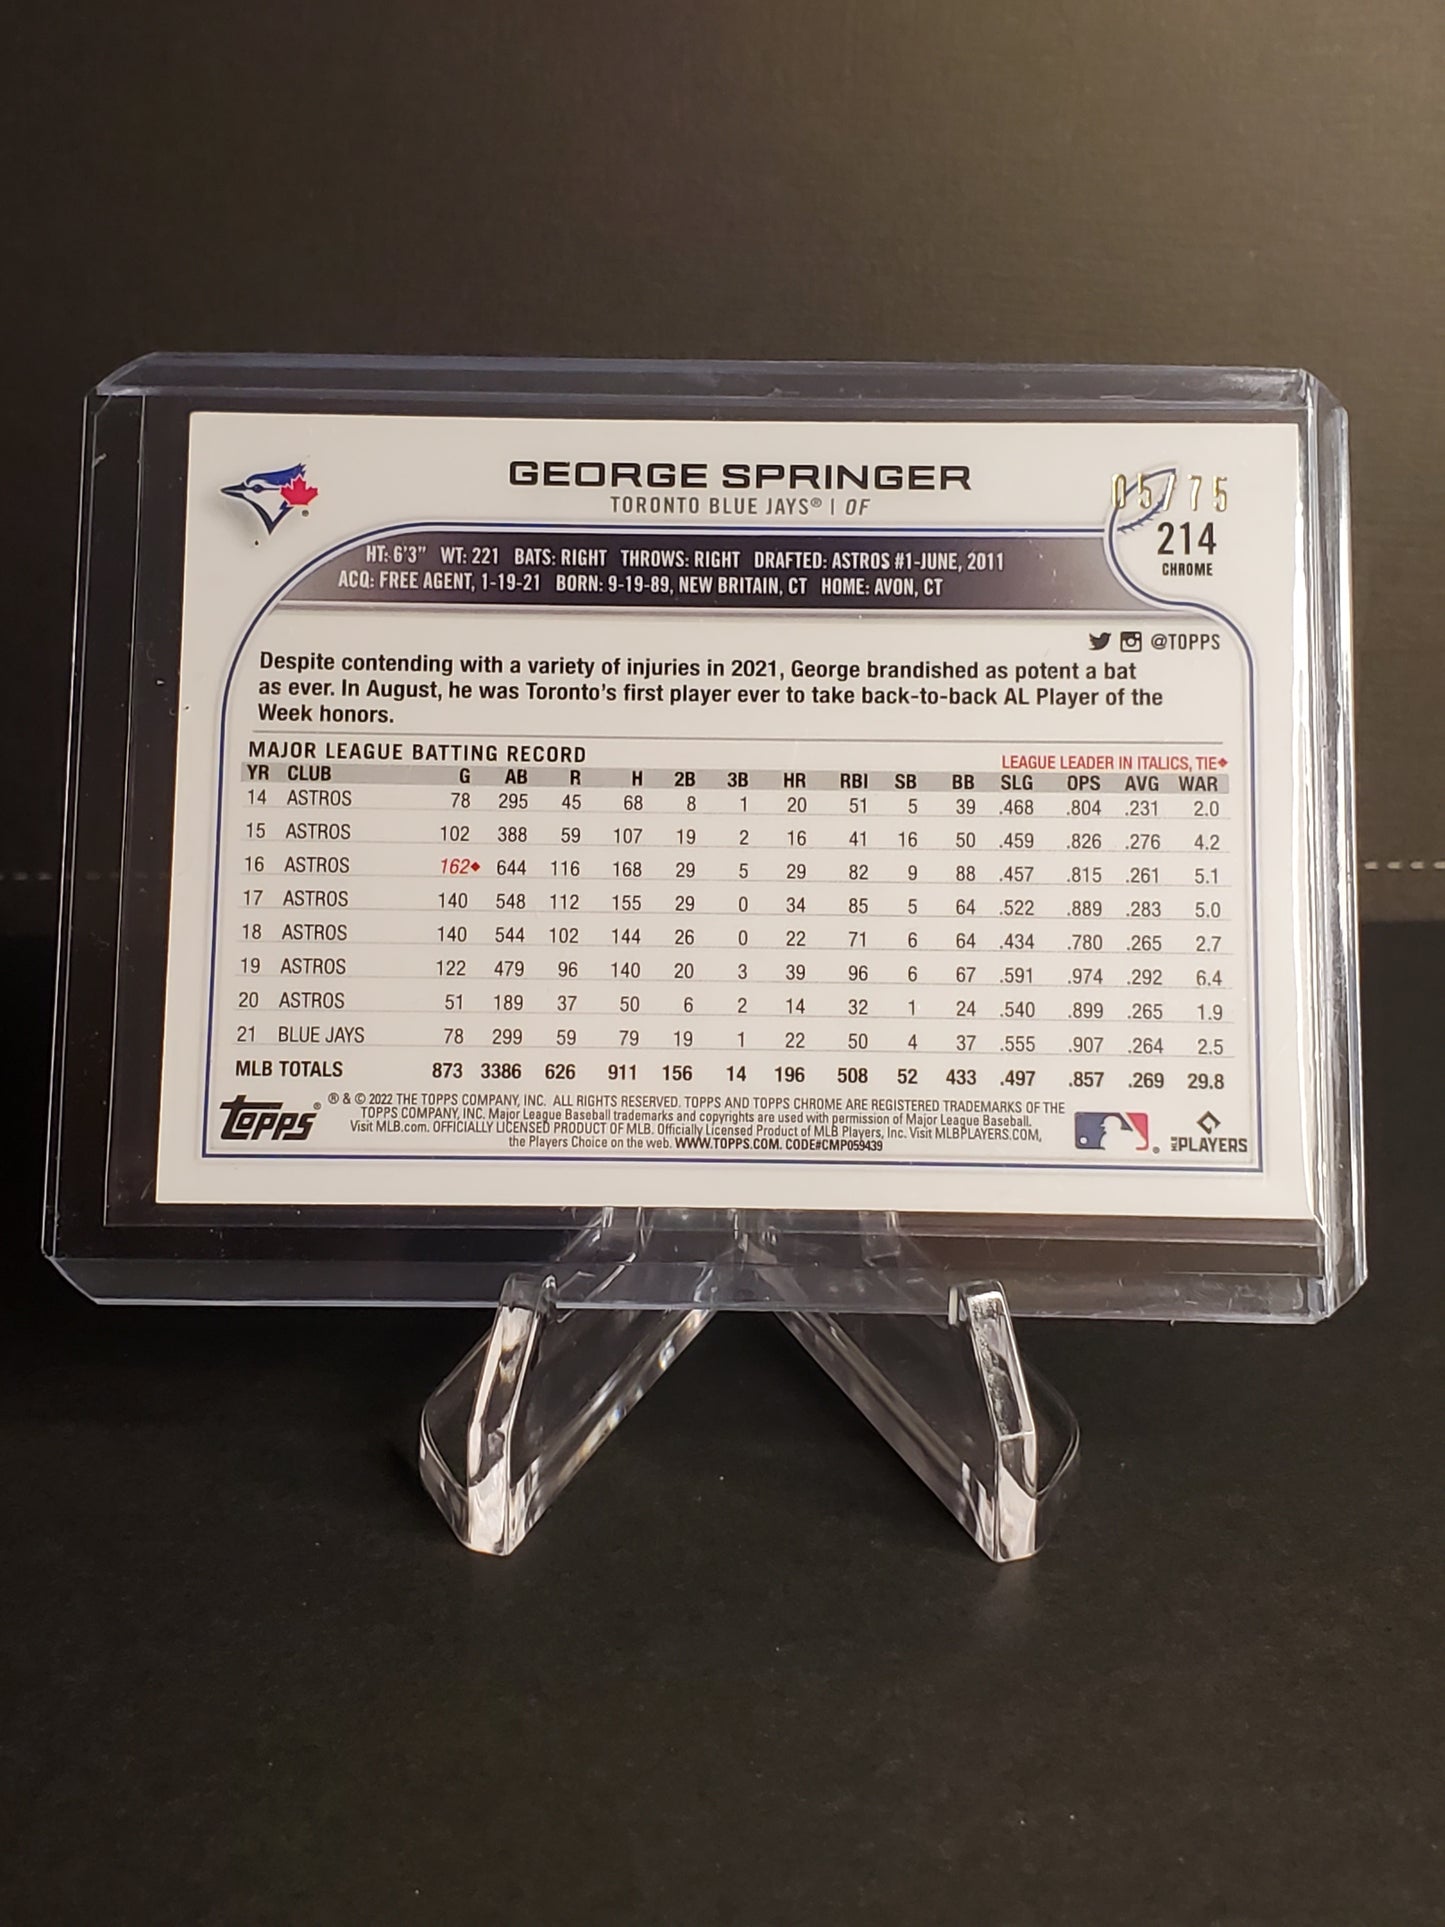 GEORGE SPRINGER
TORONTO BLUE JAYS® | OF
05/75
214
CHROME
HT: 6'3" WT: 221 BATS: RIGHT THROWS: RIGHT DRAFTED: ASTROS #1-JUNE, 2011
ACQ: FREE AGENT, 1-19-21 BORN: 9-19-89, NEW BRITAIN, CT HOME: AVON, CT
@TOPPS
Despite contending with a variety of injuries in 2021, George brandished as potent a bat
as ever. In August, he was Toronto's first player ever to take back-to-back AL Player of the
Week honors.
MAJOR LEAGUE BATTING RECORD LEAGUE LEADER IN ITALICS, TIE◆
YR CLUB G AB R H 2B 3B HR RBI SB BB SLG OPS AVG WAR
14 ASTROS 78 295 45 68 8 1 20 51 5 39 .468 .804 .231 2.0
15 ASTROS 102 388 59 107 19 2 16 41 16 50 .459 .826 .276 4.2
16 ASTROS 162◆ 644 116 168 29 5 29 82 9 88 .457 .815 .261 5.1
17 ASTROS 140 548 112 155 29 0 34 85 5 64 .522 .889 .283 5.0
18 ASTROS 140 544 102 144 26 0 22 71 6 64 .434 .780 .265 2.7
19 ASTROS 122 479 96 140 20 3 39 96 6 67 .591 .974 .292 6.4
20 ASTROS 51 189 37 50 6 2 14 32 1 24 .540 .899 .265 1.9
21 BLUE JAYS 78 299 59 79 19 1 22 50 4 37 .555 .907 .264 2.5
MLB TOTALS 873 3386 626 911 156 14 196 508 52 433 .497 .857 .269 29.8
TOPPS®
® & © 2022 THE TOPPS COMPANY, INC. ALL RIGHTS RESERVED. TOPPS AND TOPPS CHROME ARE REGISTERED TRADEMARKS OF THE
TOPPS COMPANY, INC. Major League Baseball trademarks and copyrights are used with permission of Major League Baseball.
Visit MLB.com. OFFICIALLY LICENSED PRODUCT OF MLB. Officially Licensed Product of MLB Players, Inc. Visit MLBPLAYERS.COM,
the Players Choice on the web. WWW.TOPPS.COM. CODE#CMP059439
MLB PLAYERS